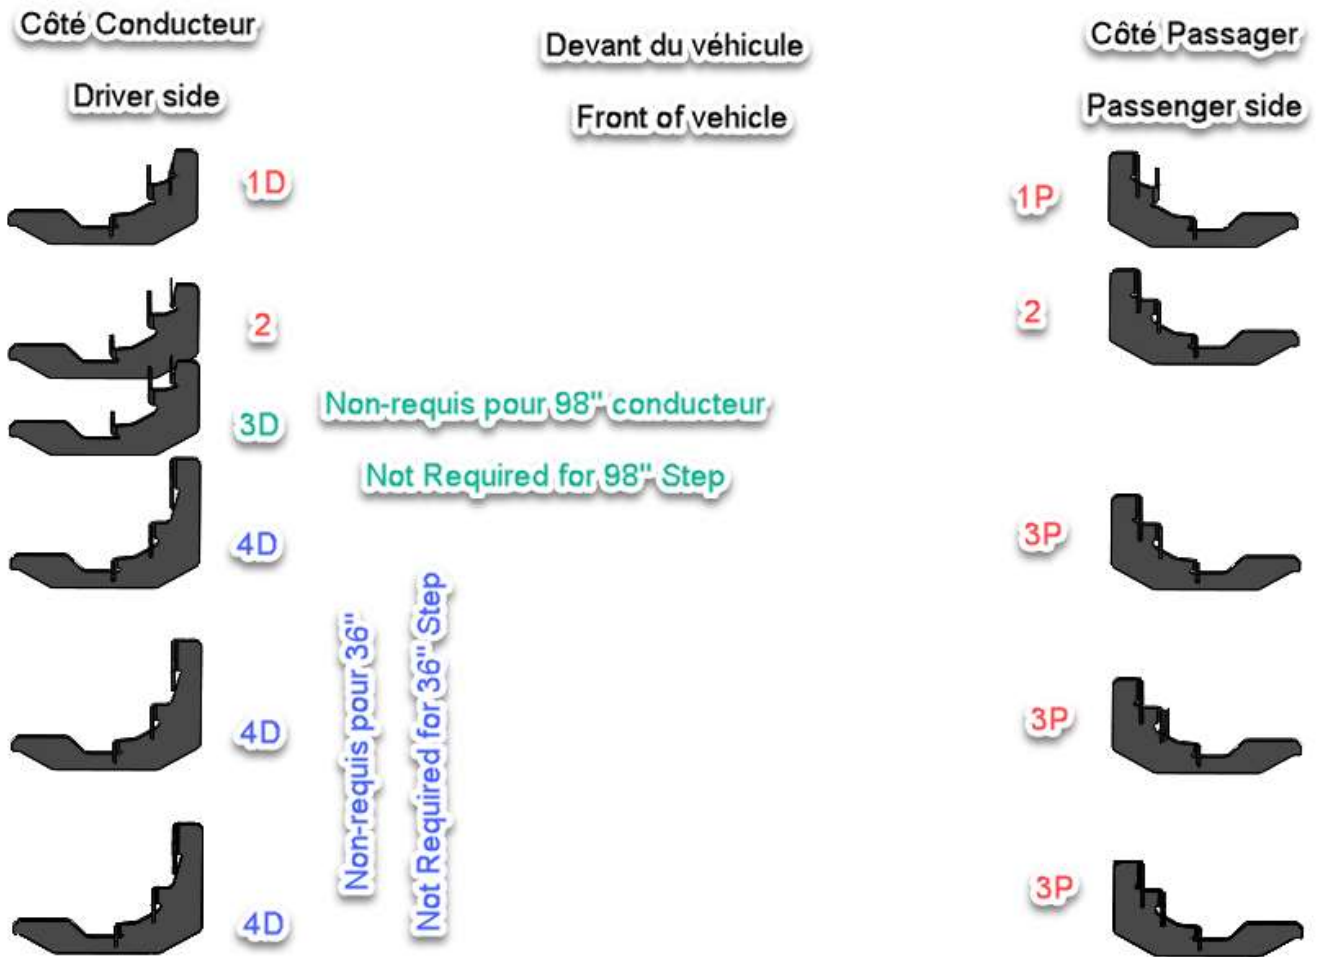 Côté Conducteur
Driver side
Devant du véhicule
Front of vehicle
Côté Passager
Passenger side
1D
1P
2
2
3D
Non-requis pour 98" conducteur
Not Required for 98" Step
4D
3P
Non-requis pour 36"
Not Required for 36" Step
4D
3P
4D
3P